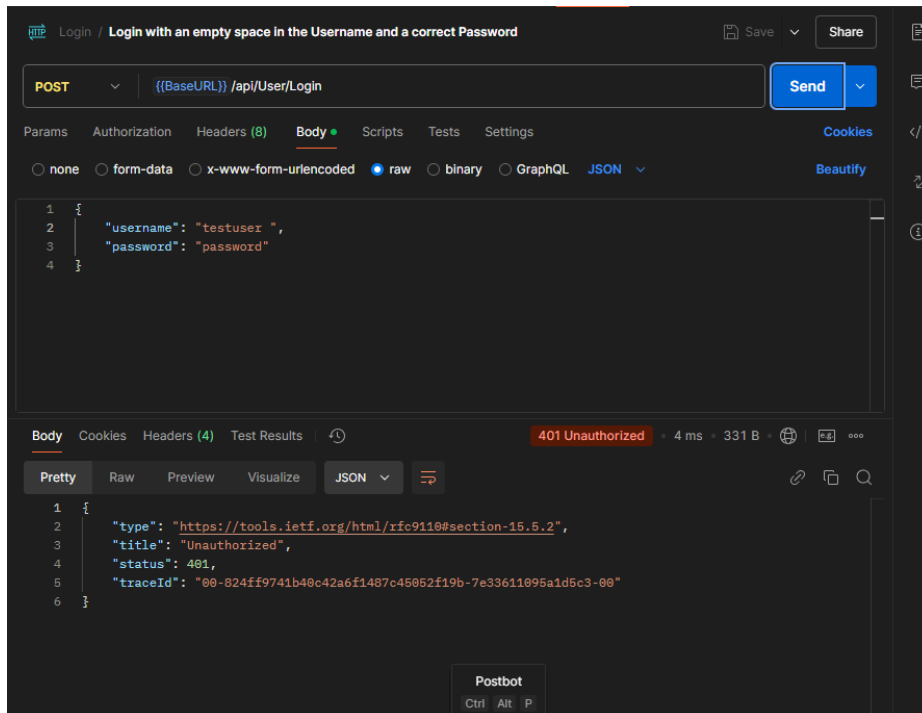 HTTP Login / Login with an empty space in the Username and a correct Password Save Share
POST {{BaseURL}} /api/User/Login Send
Params Authorization Headers (8) Body Scripts Tests Settings Cookies
none form-data x-www-form-urlencoded raw binary GraphQL JSON Beautify
1 {
2 "username": "testuser ",
3 "password": "password"
4 }
Body Cookies Headers (4) Test Results 401 Unauthorized 4 ms 331 B e.g.
Pretty Raw Preview Visualize JSON
1 {
2 "type": "https://tools.ietf.org/html/rfc9110#section-15.5.2",
3 "title": "Unauthorized",
4 "status": 401,
5 "traceId": "00-824ff9741b40c42a6f1487c45052f19b-7e33611095a1d5c3-00"
6 }
Postbot
Ctrl Alt P